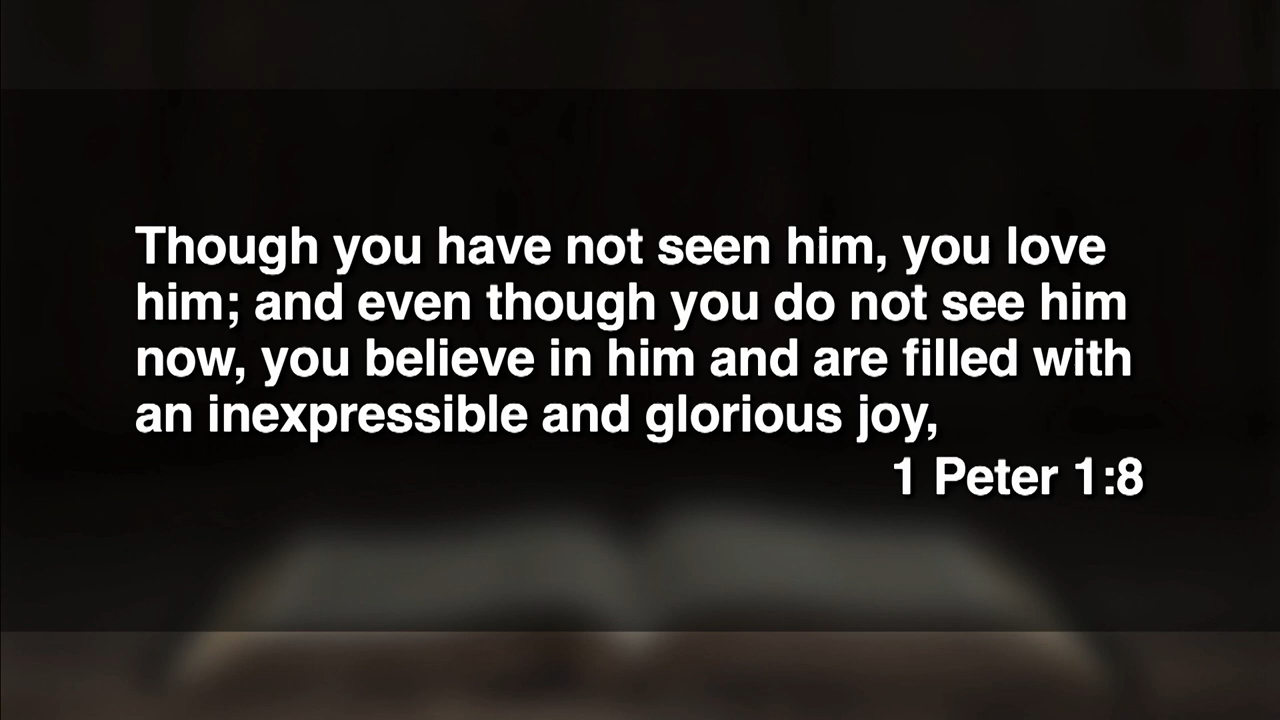 Though you have not seen him, you love
him; and even though you do not see him
now, you believe in him and are filled with
an inexpressible and glorious joy,
1 Peter 1:8